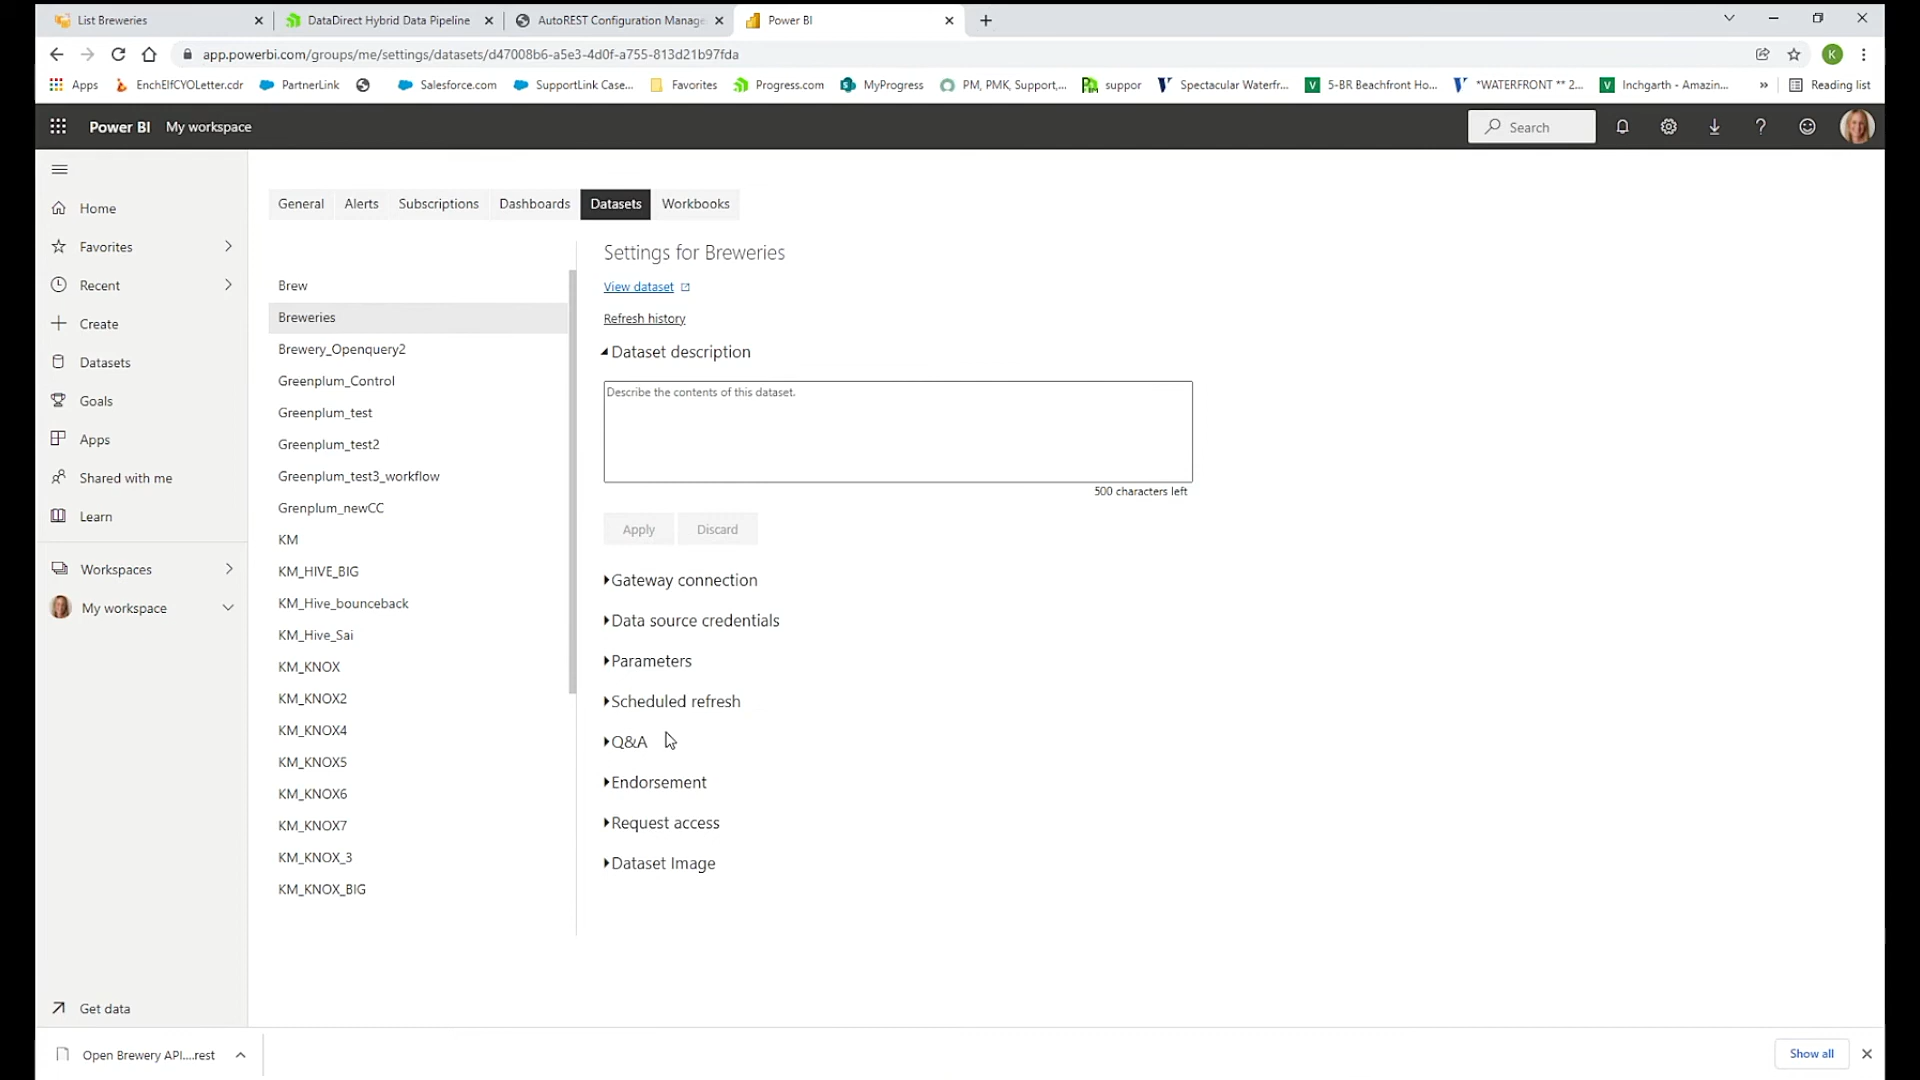 List Breweries
DataDirect Hybrid Data Pipeline
AutoREST Configuration Manage
Power BI
app.powerbi.com/groups/me/settings/datasets/d47008b6-a5e3-4d0f-a755-813d21b97fda
K
Apps
EnchElfCYOLetter.cdr
PartnerLink
Salesforce.com
SupportLink Case...
Favorites
Progress.com
MyProgress
PM, PMK, Support,...
suppor
Spectacular Waterfr...
5-BR Beachfront Ho...
*WATERFRONT ** 2...
Inchgarth - Amazin...
»
Reading list
Power BI
My workspace
Search
Home
Favorites
Recent
Create
Datasets
Goals
Apps
Shared with me
Learn
Workspaces
My workspace
Get data
General
Alerts
Subscriptions
Dashboards
Datasets
Workbooks
Brew
Breweries
Brewery_Openquery2
Greenplum_Control
Greenplum_test
Greenplum_test2
Greenplum_test3_workflow
Grenplum_newCC
KM
KM_HIVE_BIG
KM_Hive_bounceback
KM_Hive_Sai
KM_KNOX
KM_KNOX2
KM_KNOX4
KM_KNOX5
KM_KNOX6
KM_KNOX7
KM_KNOX_3
KM_KNOX_BIG
Settings for Breweries
View dataset
Refresh history
Dataset description
Describe the contents of this dataset.
500 characters left
Apply
Discard
Gateway connection
Data source credentials
Parameters
Scheduled refresh
Q&A
Endorsement
Request access
Dataset Image
Open Brewery API....rest
Show all